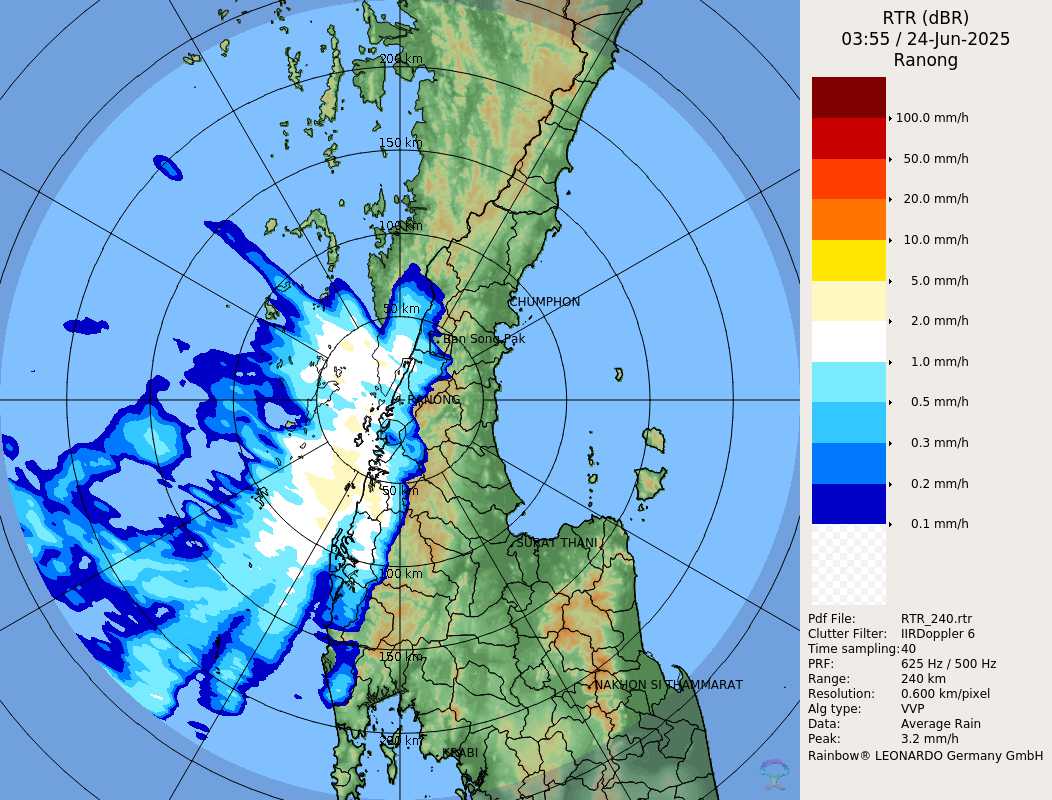 RTR (dBR)
03:55 / 24-Jun-2025
Ranong
100.0 mm/h
50.0 mm/h
20.0 mm/h
10.0 mm/h
5.0 mm/h
2.0 mm/h
1.0 mm/h
0.5 mm/h
0.3 mm/h
0.2 mm/h
0.1 mm/h
Pdf File: RTR_240.rtr
Clutter Filter: IIRDoppler 6
Time sampling:40
PRF: 625 Hz / 500 Hz
Range: 240 km
Resolution: 0.600 km/pixel
Alg type: VVP
Data: Average Rain
Peak: 3.2 mm/h
Rainbow® LEONARDO Germany GmbH
200 km
150 km
100 km
CHUMPHON
50 km
Ban Song Pak
RANONG
50 km
SURAT THANI
100 km
150 km
NAKHON SI THAMMARAT
200 km
KRABI